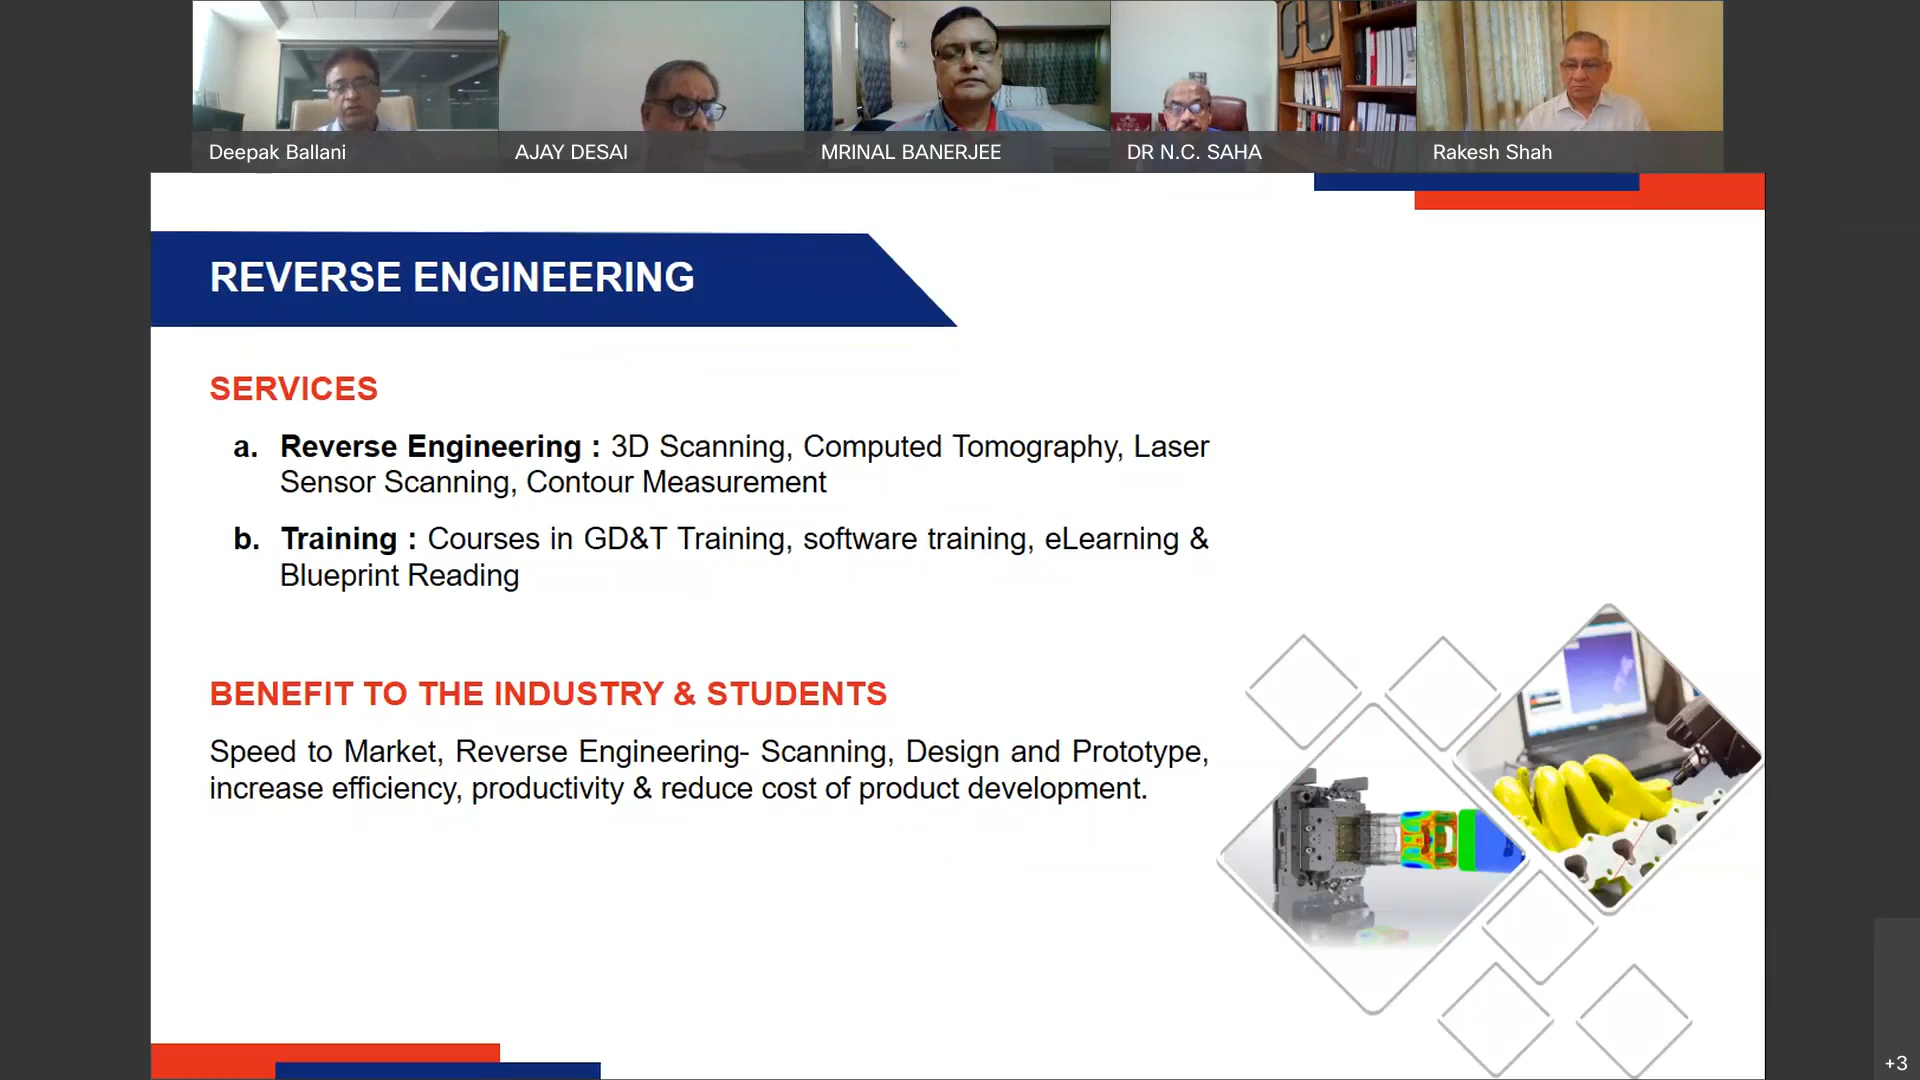 Deepak Ballani
AJAY DESAI
MRINAL BANERJEE
DR N.C. SAHA
Rakesh Shah
REVERSE ENGINEERING
SERVICES
a. Reverse Engineering : 3D Scanning, Computed Tomography, Laser
Sensor Scanning, Contour Measurement
b. Training : Courses in GD&T Training, software training, eLearning &
Blueprint Reading
BENEFIT TO THE INDUSTRY & STUDENTS
Speed to Market, Reverse Engineering- Scanning, Design and Prototype,
increase efficiency, productivity & reduce cost of product development.
+3